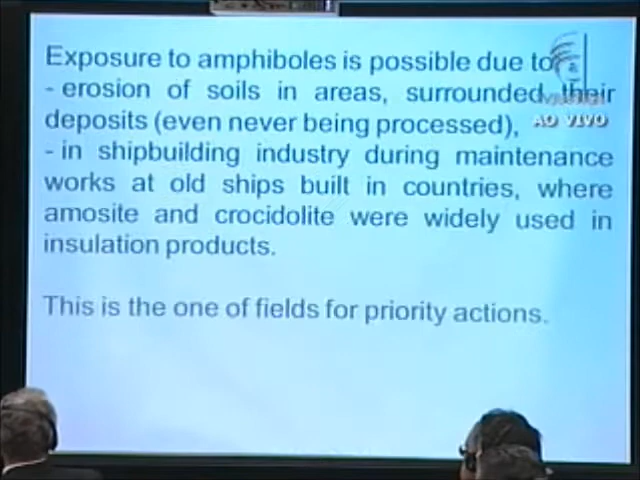 Exposure to amphiboles is possible due to
- erosion of soils in areas, surrounded their
deposits (even never being processed),
AO VIVO
- in shipbuilding industry during maintenance
works at old ships built in countries, where
amosite and crocidolite were widely used in
insulation products.
This is the one of fields for priority actions.